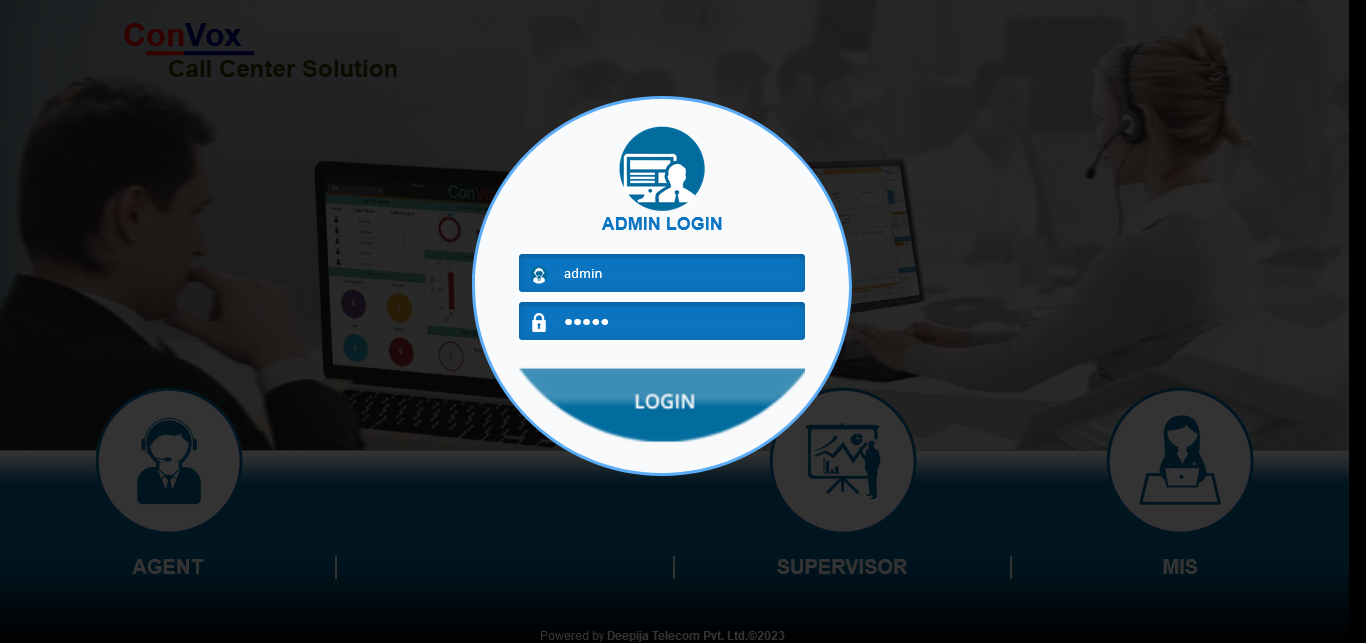 ConVox
Call Center Solution
ADMIN LOGIN
admin
LOGIN
AGENT
SUPERVISOR
MIS
Powered by Deepija Telecom Pvt. Ltd.©2023